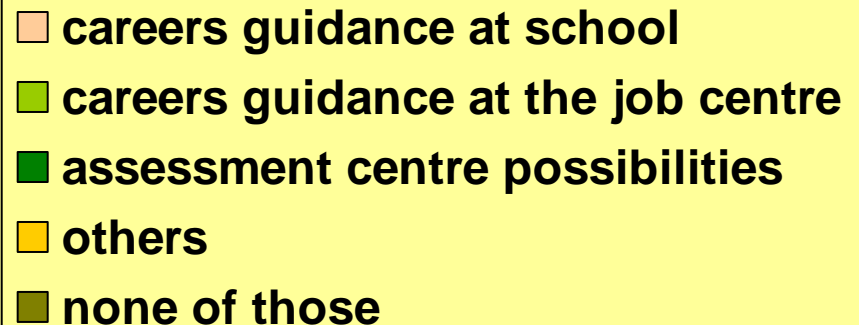 careers guidance at school
careers guidance at the job centre
assessment centre possibilities
others
none of those